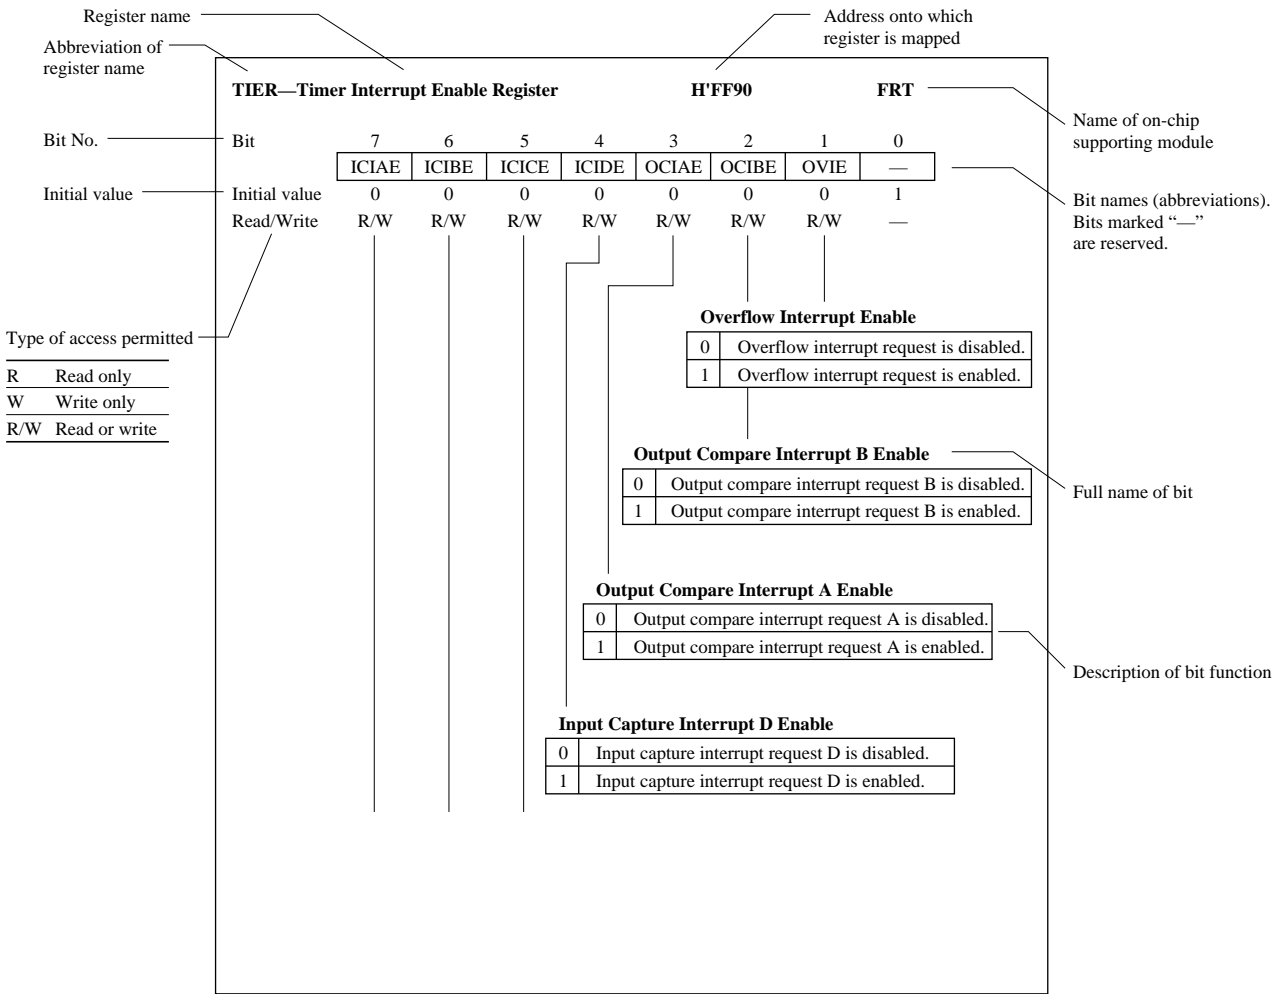 Register name
Address onto which
register is mapped
Abbreviation of
register name
TIER—Timer Interrupt Enable Register H'FF90 FRT
Name of on-chip
supporting module
Bit No. Bit 7 6 5 4 3 2 1 0
ICIAE ICIBE ICICE ICIDE OCIAE OCIBE OVIE —
Initial value Initial value 0 0 0 0 0 0 0 1
Read/Write R/W R/W R/W R/W R/W R/W R/W —
Bit names (abbreviations).
Bits marked “—”
are reserved.
Type of access permitted
R Read only
W Write only
R/W Read or write
Overflow Interrupt Enable
0 Overflow interrupt request is disabled.
1 Overflow interrupt request is enabled.
Output Compare Interrupt B Enable
0 Output compare interrupt request B is disabled.
1 Output compare interrupt request B is enabled.
Full name of bit
Output Compare Interrupt A Enable
0 Output compare interrupt request A is disabled.
1 Output compare interrupt request A is enabled.
Description of bit function
Input Capture Interrupt D Enable
0 Input capture interrupt request D is disabled.
1 Input capture interrupt request D is enabled.